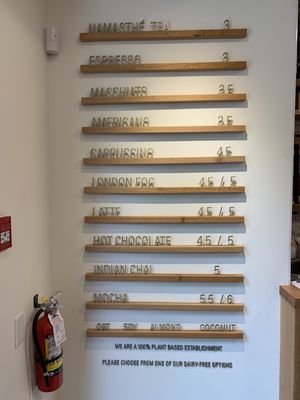 NAMASTHÉ TEA 3
ESPRESSO 3
MACCHIATO 3.5
AMERICANO 3.5
CAPPUSSINO 4.5
LONDON FOG 4.5 / 5
LATTE 4.5 / 5
HOT CHOCOLATE 4.5 / 5
INDIAN CHAI 5
MOCHA 5.5 / 6
OAT SOY ALMOND COCONUT
WE ARE A 100% PLANT BASED ESTABLISHMENT
PLEASE CHOOSE FROM ONE OF OUR DAIRY-FREE OPTIONS